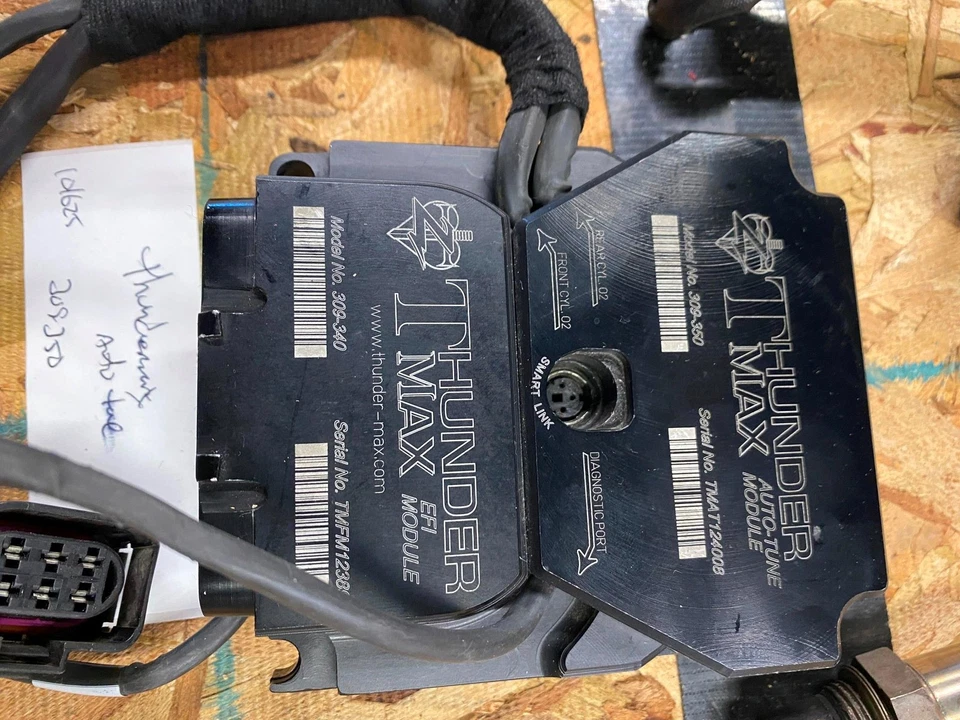 Thundermax
Auto tune
309350
THUNDER
MAX EFI
MODULE
www.thunder-max.com
Model No. 309-340
Serial No. TMFM1238
THUNDER
MAX AUTO-TUNE
MODULE
Model No. 309-350
Serial No. TMAT124008
REAR CYL. O2
FRONT CYL. O2
SMART LINK
DIAGNOSTIC PORT